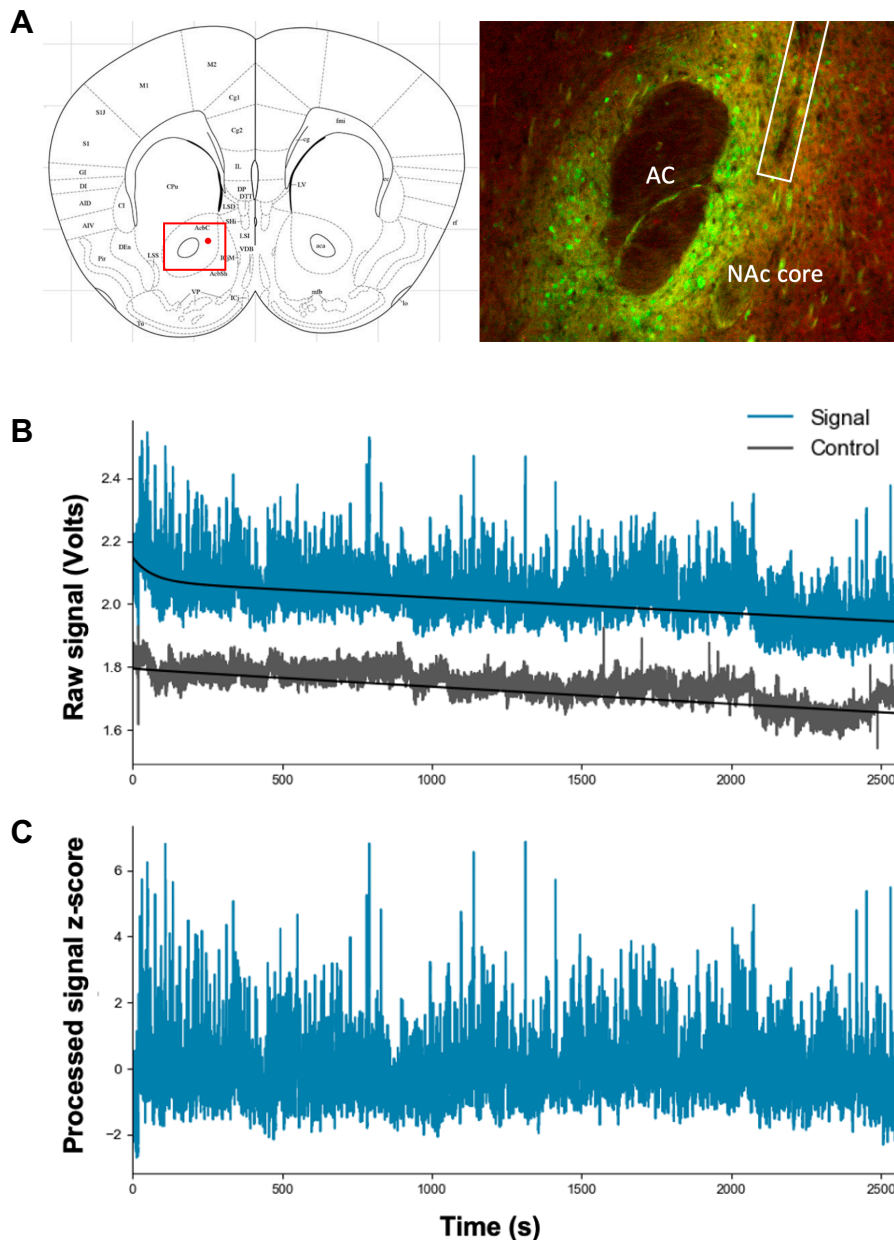 A
M2
M1
Cg1
S1J
fmi
Cg2
cg
S1
IL
GI
CPu
LV
DP
DI
DTT
LSD
AID
Cl
SHi
AIV
AcbC
LSI
DEn
aca
VDB
Pir
LSS
AcbSh
VP
ICj
mfb
lo
Tu
AC
NAc core
B
Signal
Control
Raw signal (Volts)
2.4
2.2
2.0
1.8
1.6
0 500 1000 1500 2000 2500
C
Processed signal z-score
6
4
2
0
−2
0 500 1000 1500 2000 2500
Time (s)